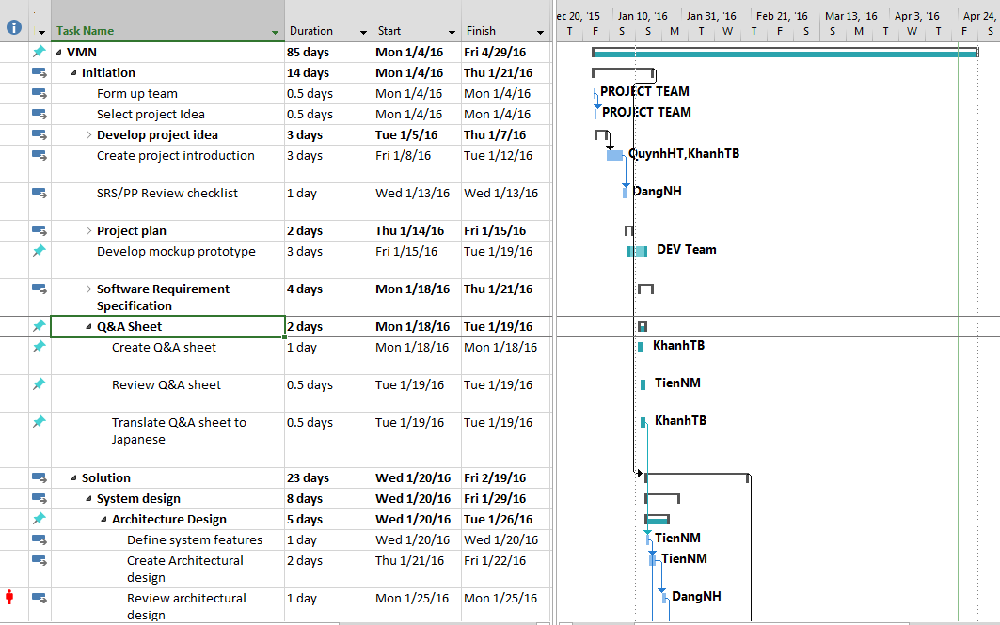 ec 20, '15 Jan 10, '16 Jan 31, '16 Feb 21, '16 Mar 13, '16 Apr 3, '16 Apr 24,
Task Name Duration Start Finish T F S S M T W T F S S M T W T F S
VMN 85 days Mon 1/4/16 Fri 4/29/16
Initiation 14 days Mon 1/4/16 Thu 1/21/16
Form up team 0.5 days Mon 1/4/16 Mon 1/4/16 PROJECT TEAM
Select project Idea 0.5 days Mon 1/4/16 Mon 1/4/16 PROJECT TEAM
Develop project idea 3 days Tue 1/5/16 Thu 1/7/16
Create project introduction 3 days Fri 1/8/16 Tue 1/12/16 QuynhHT,KhanhTB
SRS/PP Review checklist 1 day Wed 1/13/16 Wed 1/13/16 DangNH
Project plan 2 days Thu 1/14/16 Fri 1/15/16
Develop mockup prototype 3 days Fri 1/15/16 Tue 1/19/16 DEV Team
Software Requirement 4 days Mon 1/18/16 Thu 1/21/16
Specification
Q&A Sheet 2 days Mon 1/18/16 Tue 1/19/16
Create Q&A sheet 1 day Mon 1/18/16 Mon 1/18/16 KhanhTB
Review Q&A sheet 0.5 days Tue 1/19/16 Tue 1/19/16 TienNM
Translate Q&A sheet to 0.5 days Tue 1/19/16 Tue 1/19/16 KhanhTB
Japanese
Solution 23 days Wed 1/20/16 Fri 2/19/16
System design 8 days Wed 1/20/16 Fri 1/29/16
Architecture Design 5 days Wed 1/20/16 Tue 1/26/16
Define system features 1 day Wed 1/20/16 Wed 1/20/16 TienNM
Create Architectural 2 days Thu 1/21/16 Fri 1/22/16 TienNM
design
Review architectural 1 day Mon 1/25/16 Mon 1/25/16 DangNH
design